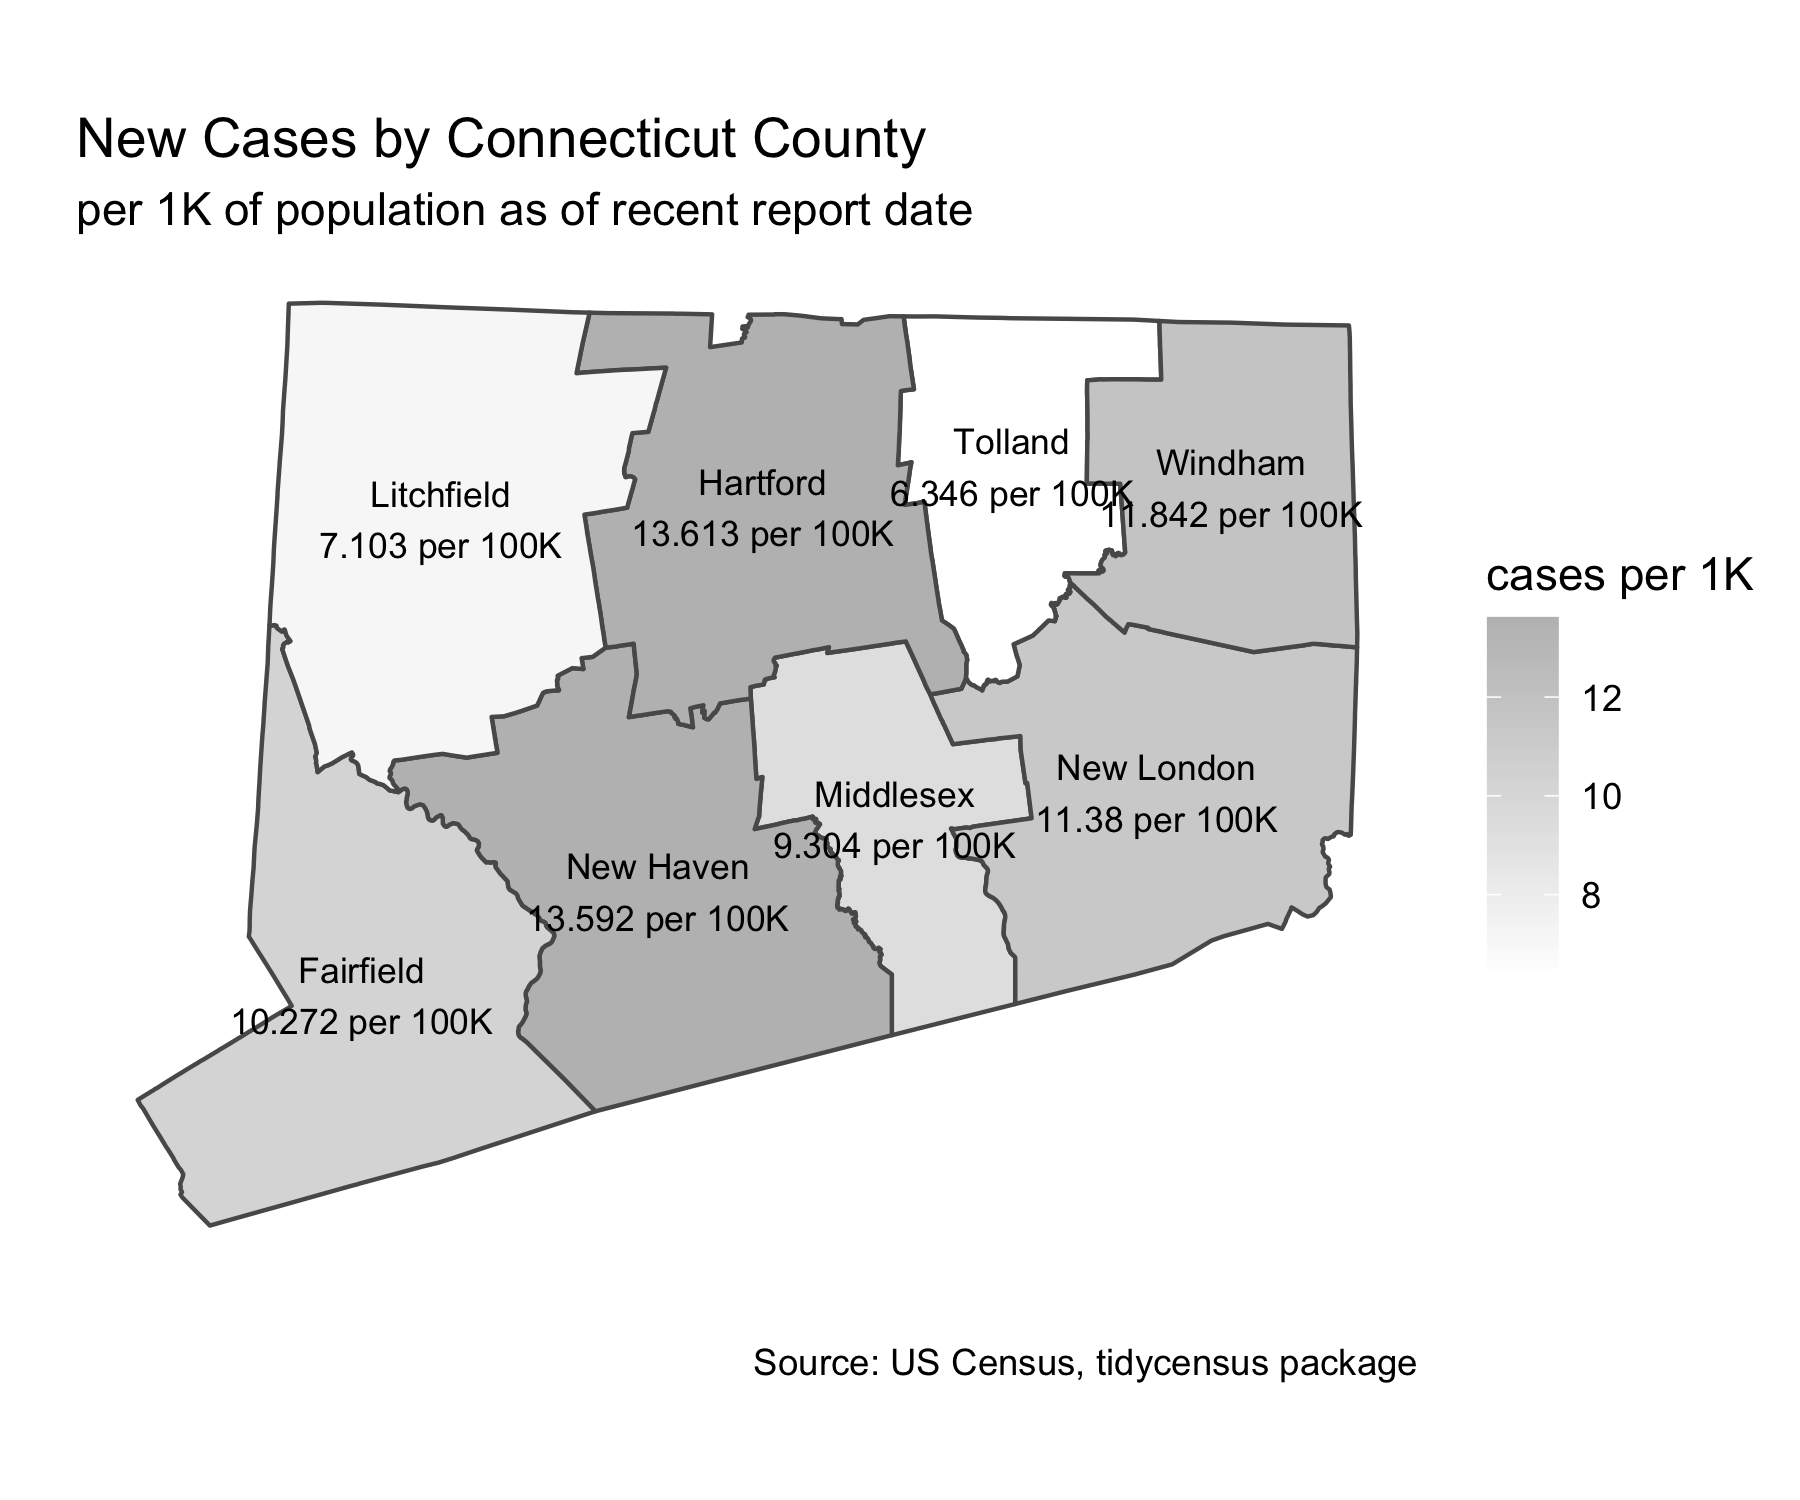 New Cases by Connecticut County
per 1K of population as of recent report date
Litchfield
7.103 per 100K
Hartford
13.613 per 100K
Tolland
6.346 per 100K
Windham
11.842 per 100K
New London
11.38 per 100K
Middlesex
9.304 per 100K
New Haven
13.592 per 100K
Fairfield
10.272 per 100K
cases per 1K
12
10
8
Source: US Census, tidycensus package